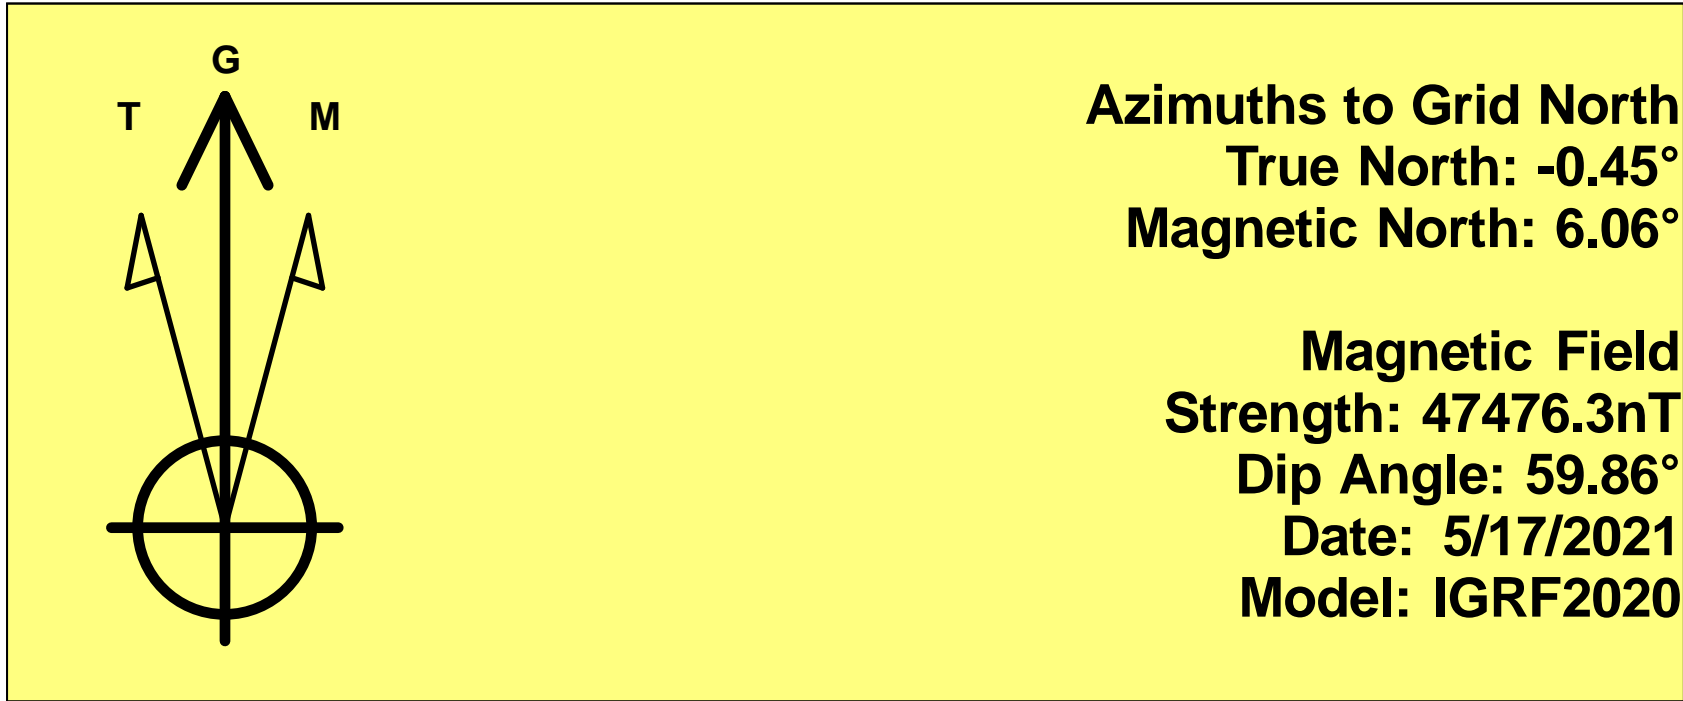 G
T M
Azimuths to Grid North
True North: -0.45°
Magnetic North: 6.06°
Magnetic Field
Strength: 47476.3nT
Dip Angle: 59.86°
Date: 5/17/2021
Model: IGRF2020